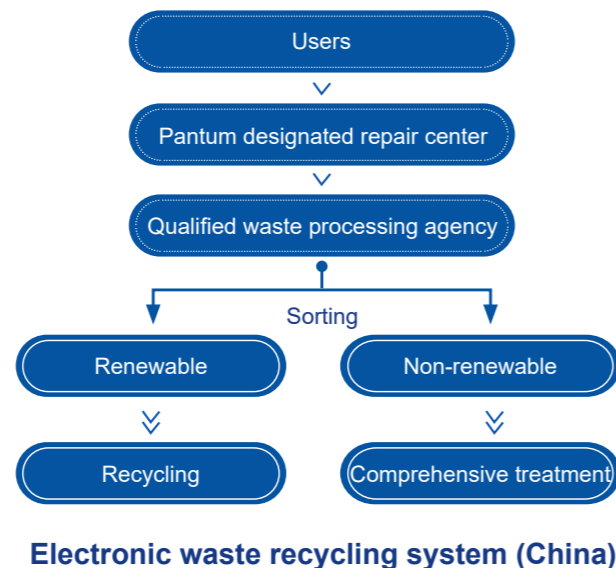 Users
Pantum designated repair center
Qualified waste processing agency
Sorting
Renewable
Non-renewable
Recycling
Comprehensive treatment
Electronic waste recycling system (China)